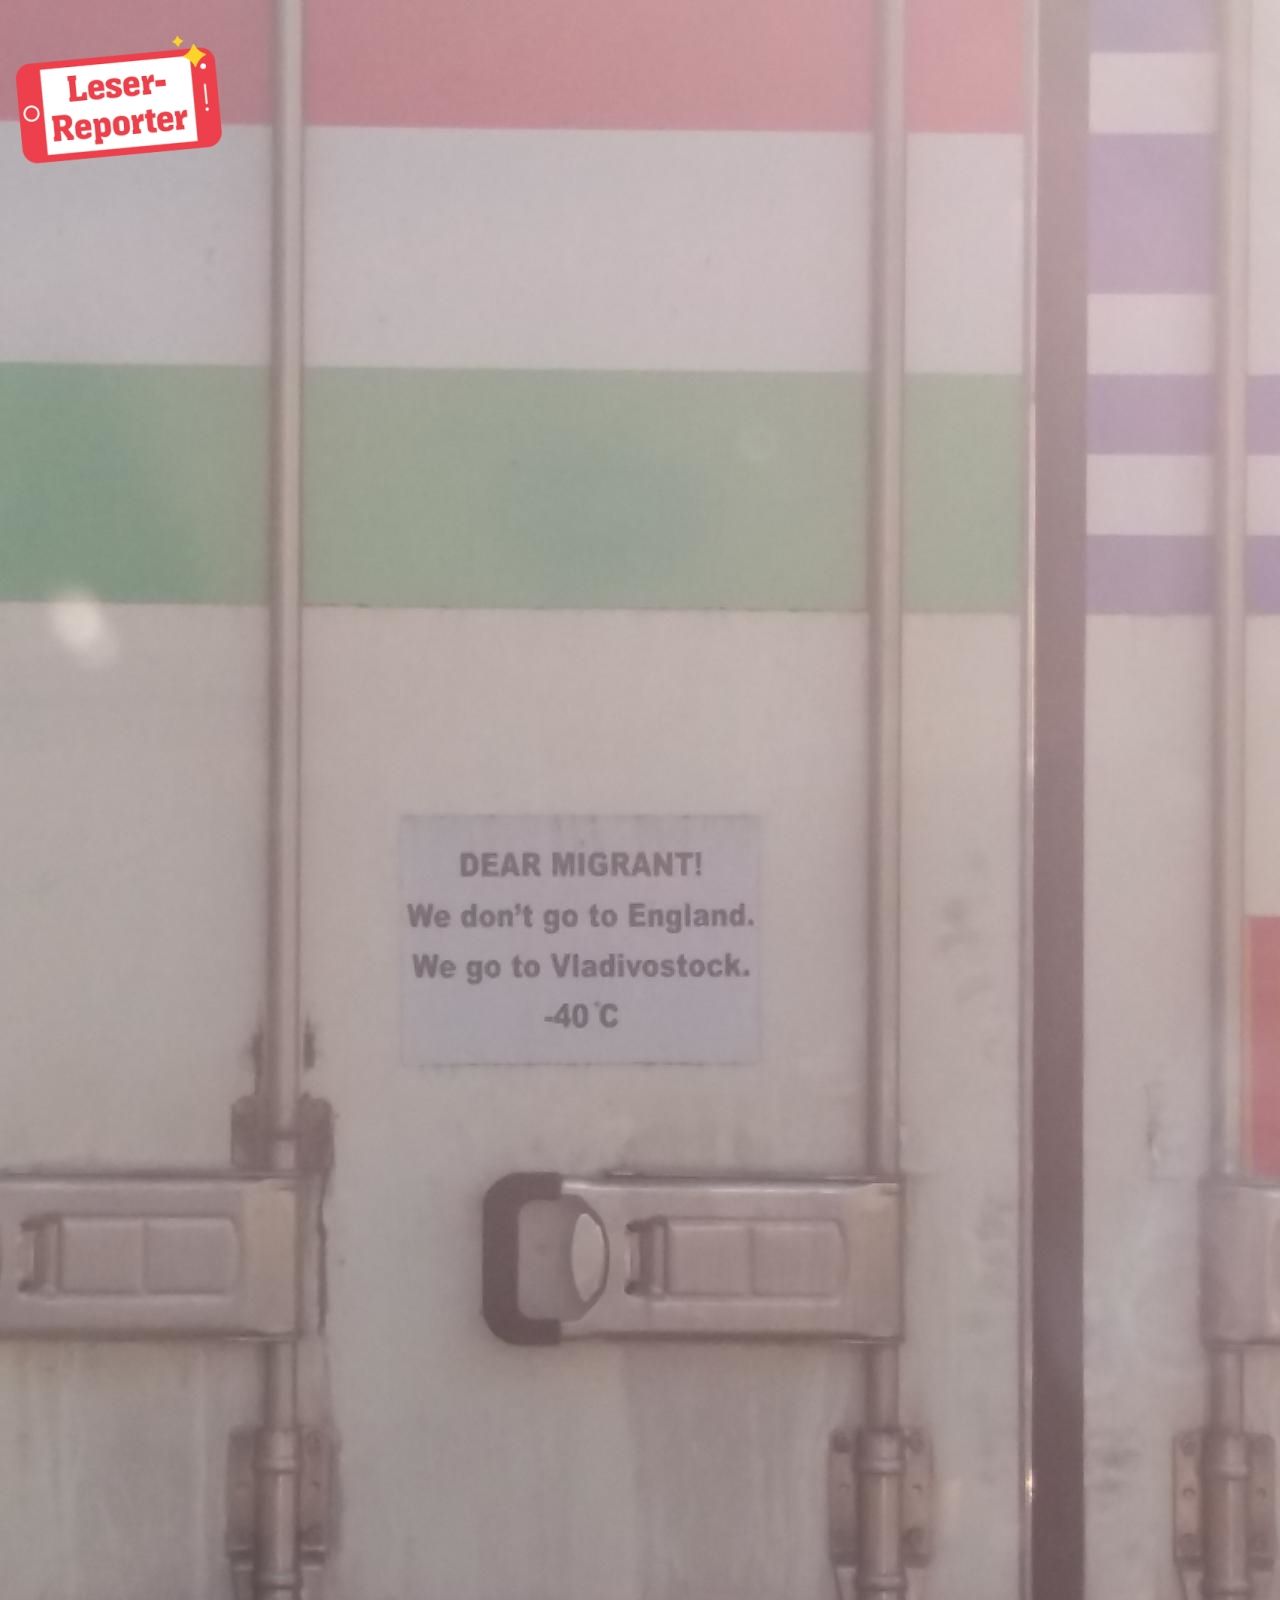 Leser-
Reporter
DEAR MIGRANT!
We don't go to England.
We go to Vladivostock.
-40°C